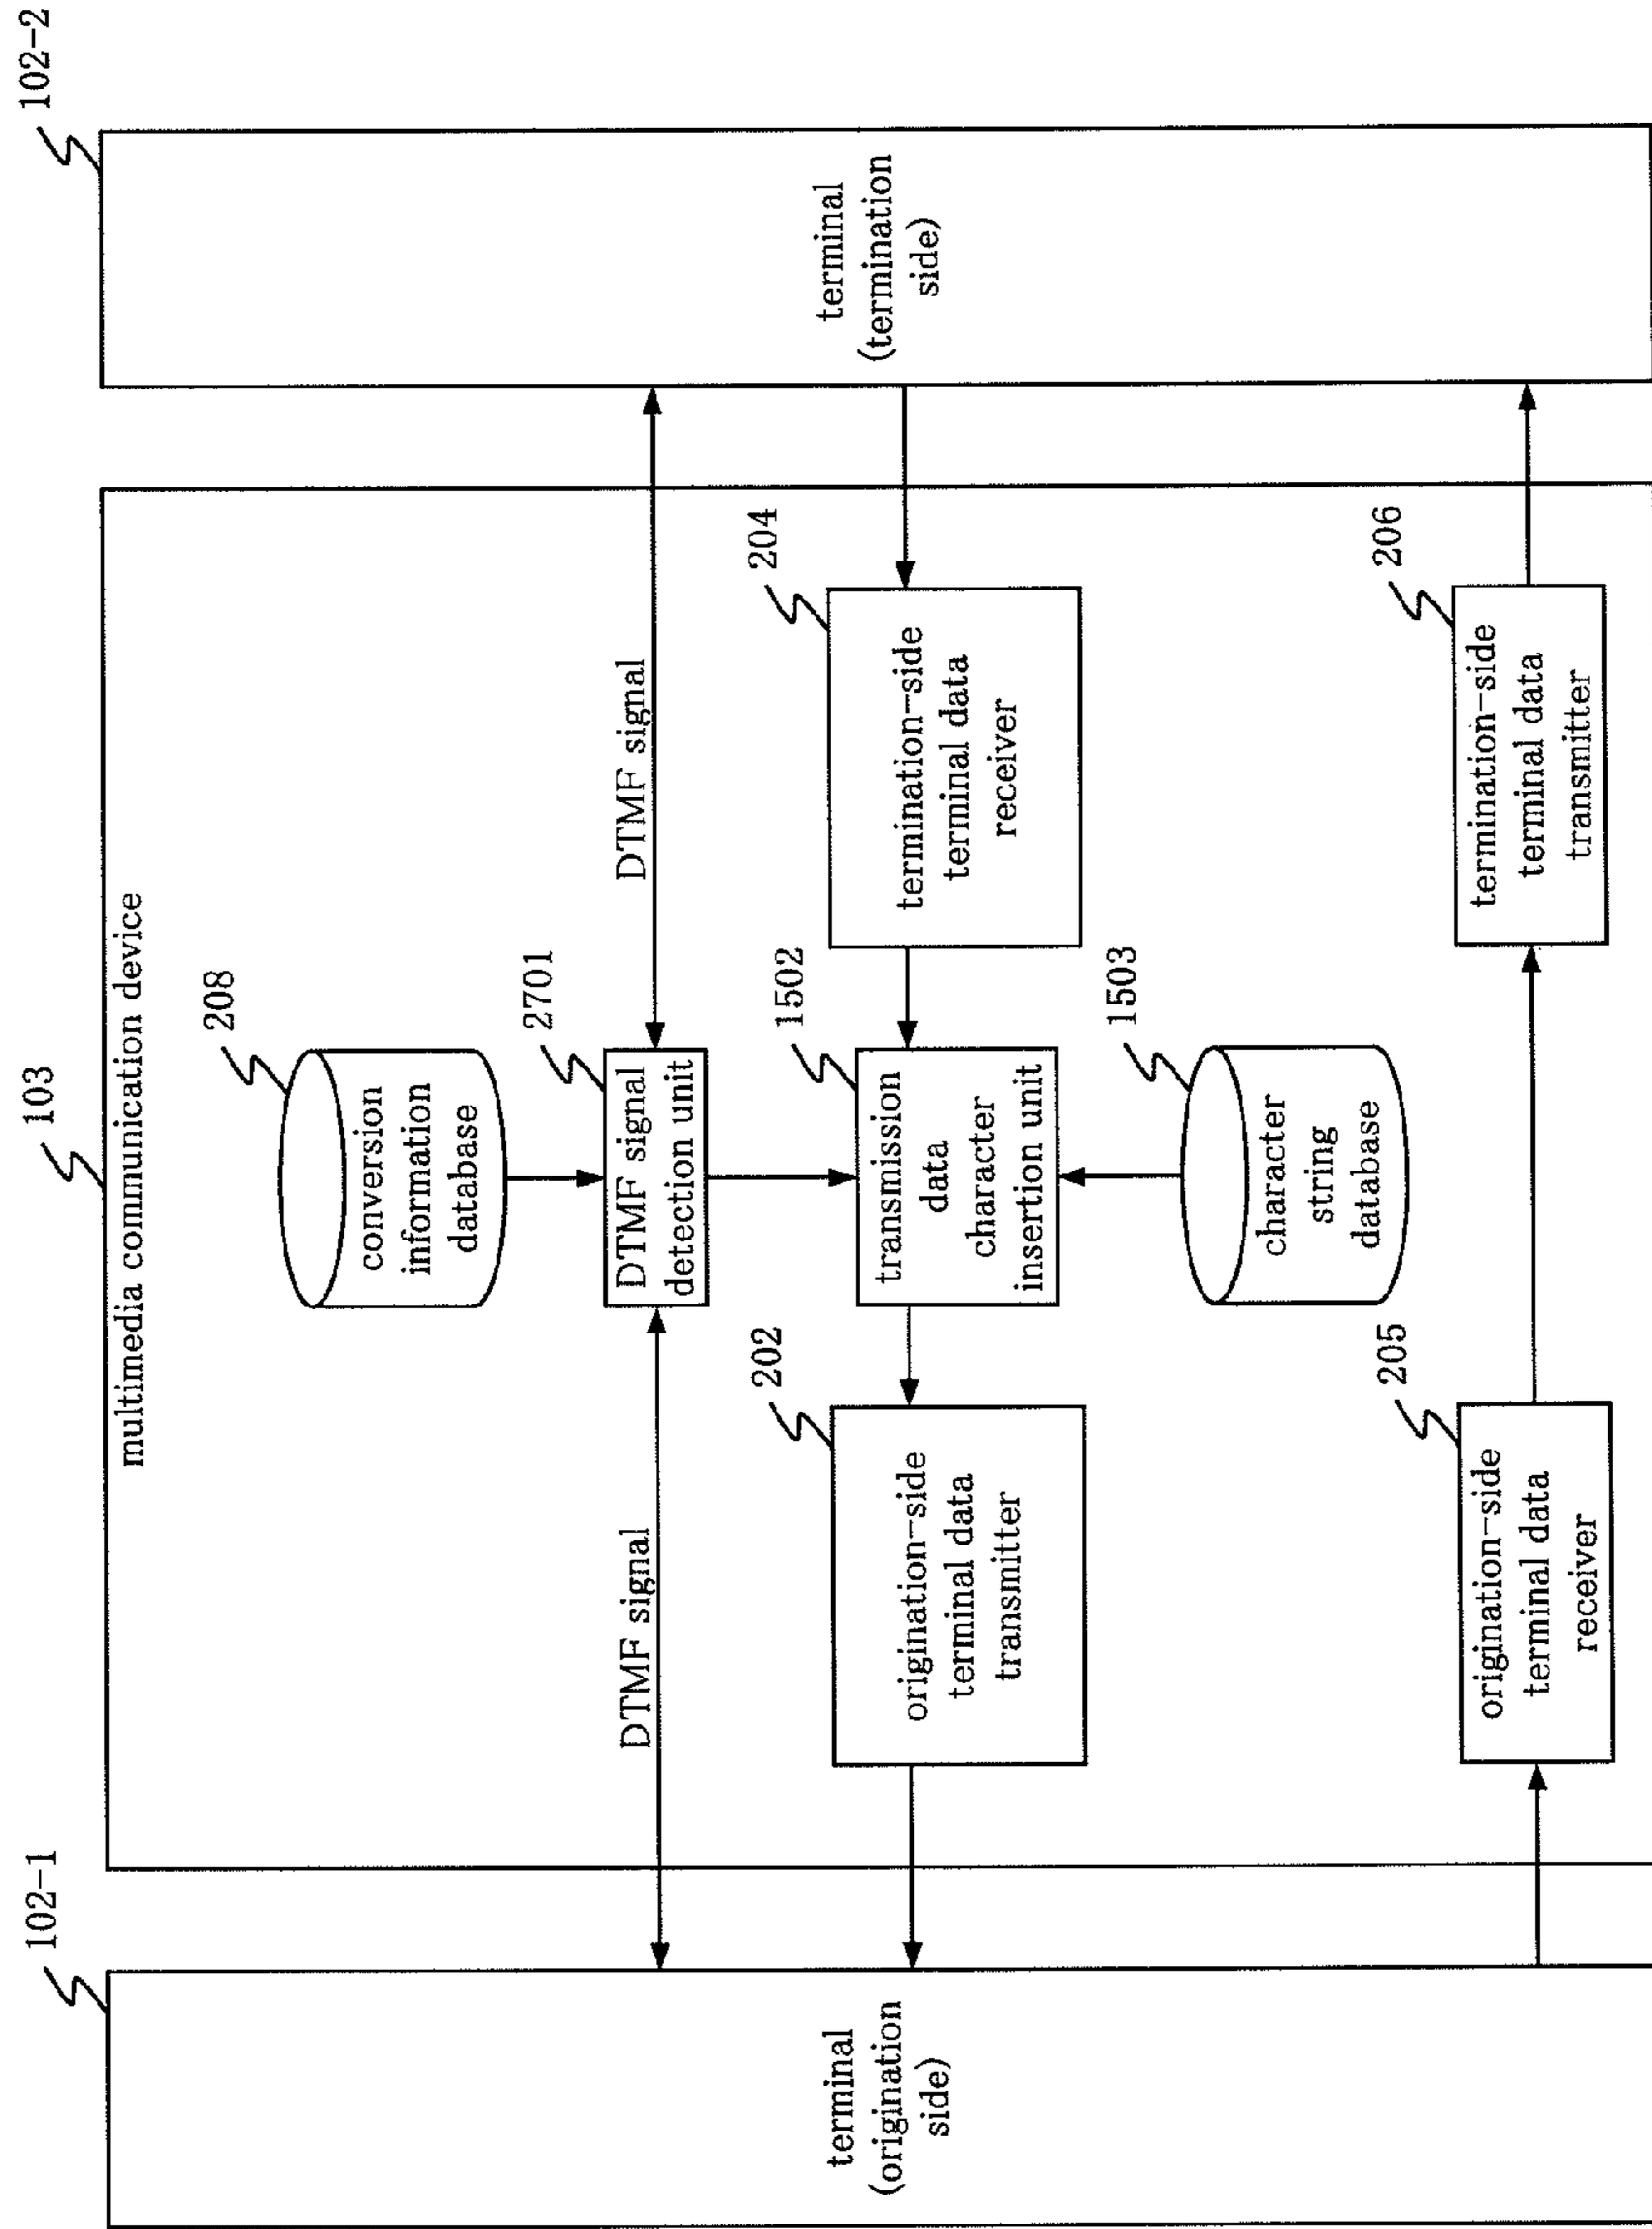 102-1
103
102-2
multimedia communication device
208
conversion
information
database
2701
DTMF signal
DTMF signal
detection unit
DTMF signal
terminal
(origination
side)
202
origination-side
terminal data
transmitter
1502
transmission
data
character
insertion unit
204
termination-side
terminal data
receiver
terminal
(termination
side)
1503
character
string
database
205
origination-side
terminal data
receiver
206
termination-side
terminal data
transmitter